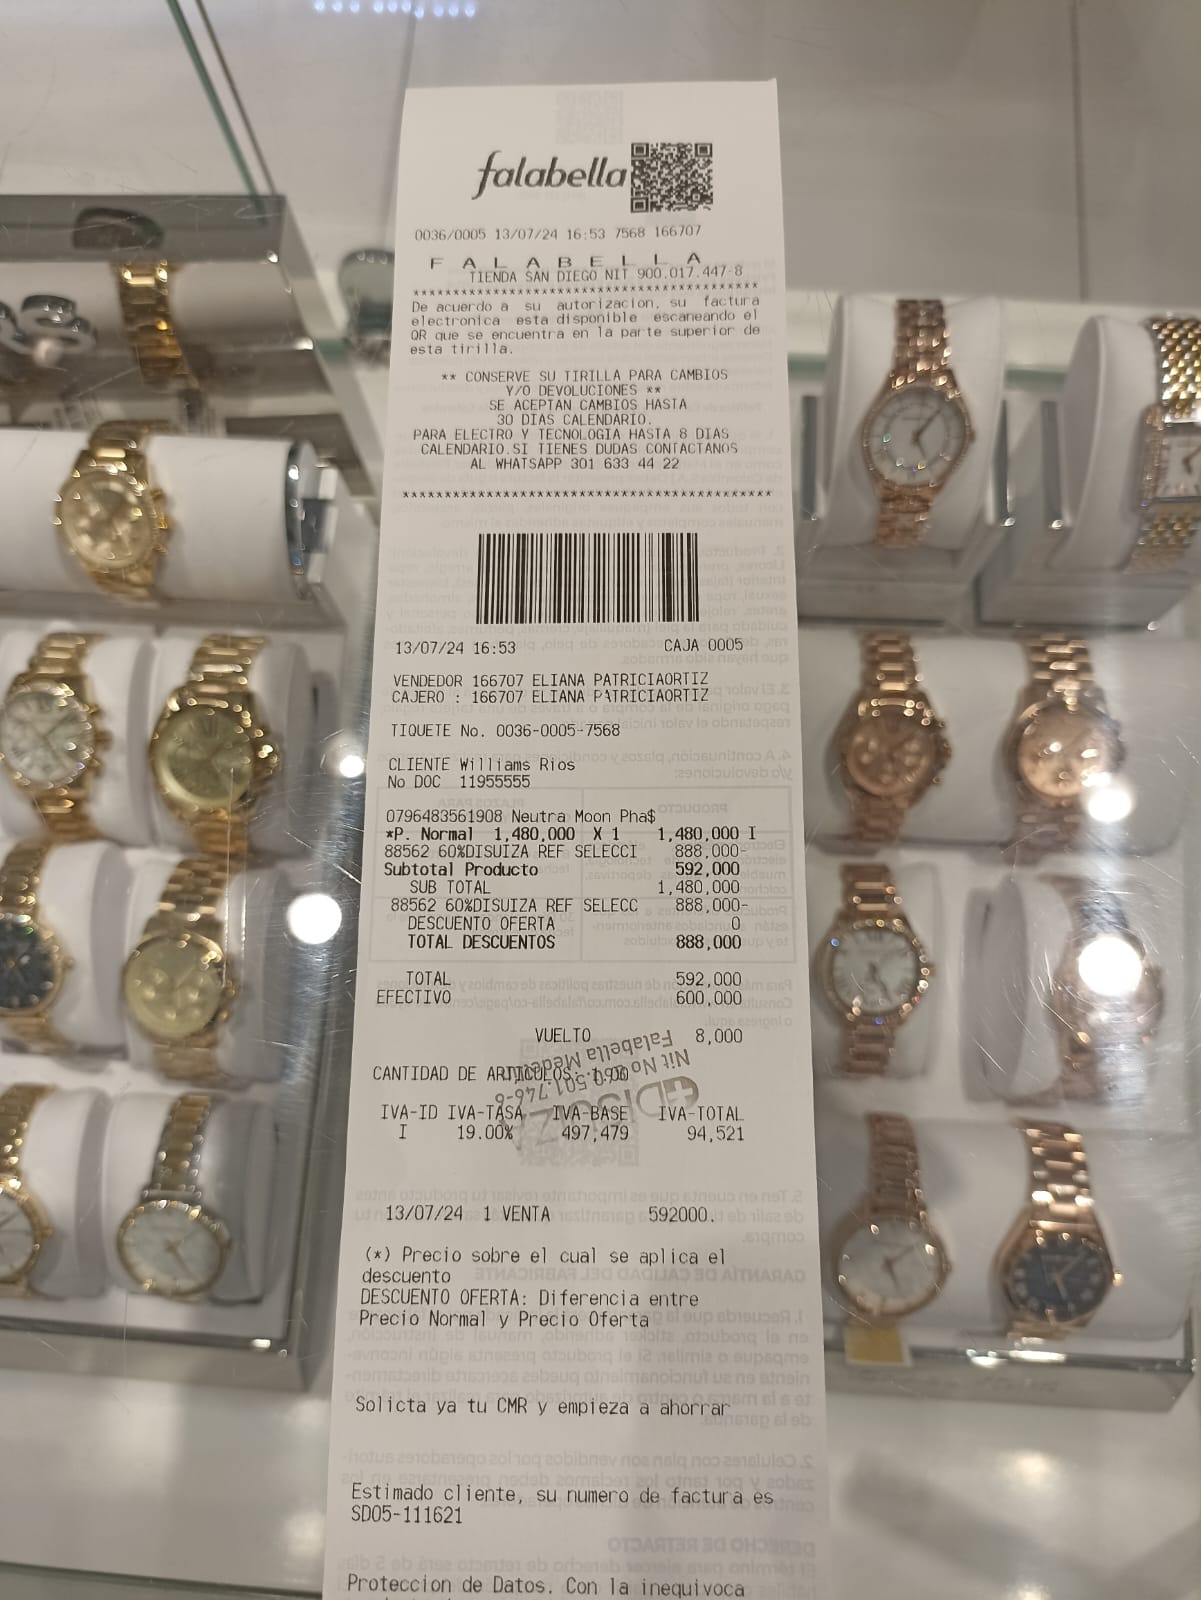 falabella
0036/0005 13/07/24 16:53 7568 166707
F A L A B E L L A
TIENDA SAN DIEGO NIT 900.017.447-8
****************************************
De acuerdo a su autorizacion, su factura
electronica esta disponible escaneando el
QR que se encuentra en la parte superior de
esta tirilla.
** CONSERVE SU TIRILLA PARA CAMBIOS
Y/O DEVOLUCIONES **
SE ACEPTAN CAMBIOS HASTA
30 DIAS CALENDARIO.
PARA ELECTRO Y TECNOLOGIA HASTA 8 DIAS
CALENDARIO.SI TIENES DUDAS CONTACTANOS
AL WHATSAPP 301 633 44 22
****************************************
13/07/24 16:53 CAJA 0005
VENDEDOR 166707 ELIANA PATRICIAORTIZ
CAJERO : 166707 ELIANA PATRICIAORTIZ
TIQUETE No. 0036-0005-7568
CLIENTE Williams Rios
No DOC 11955555
0796483561908 Neutra Moon Pha$
*P. Normal 1,480,000 X 1 1,480,000 I
88562 60%DISUIZA REF SELECCI 888,000-
Subtotal Producto 592,000
SUB TOTAL 1,480,000
88562 60%DISUIZA REF SELECC 888,000-
DESCUENTO OFERTA 0
TOTAL DESCUENTOS 888,000
TOTAL 592,000
EFECTIVO 600,000
VUELTO 8,000
CANTIDAD DE ARTICULOS: 1.00
IVA-ID IVA-TASA IVA-BASE IVA-TOTAL
I 19.00% 497,479 94,521
13/07/24 1 VENTA 592000.
(*) Precio sobre el cual se aplica el
descuento
DESCUENTO OFERTA: Diferencia entre
Precio Normal y Precio Oferta
Solicta ya tu CMR y empieza a ahorrar
Estimado cliente, su numero de factura es
SD05-111621
Proteccion de Datos. Con la inequivoca